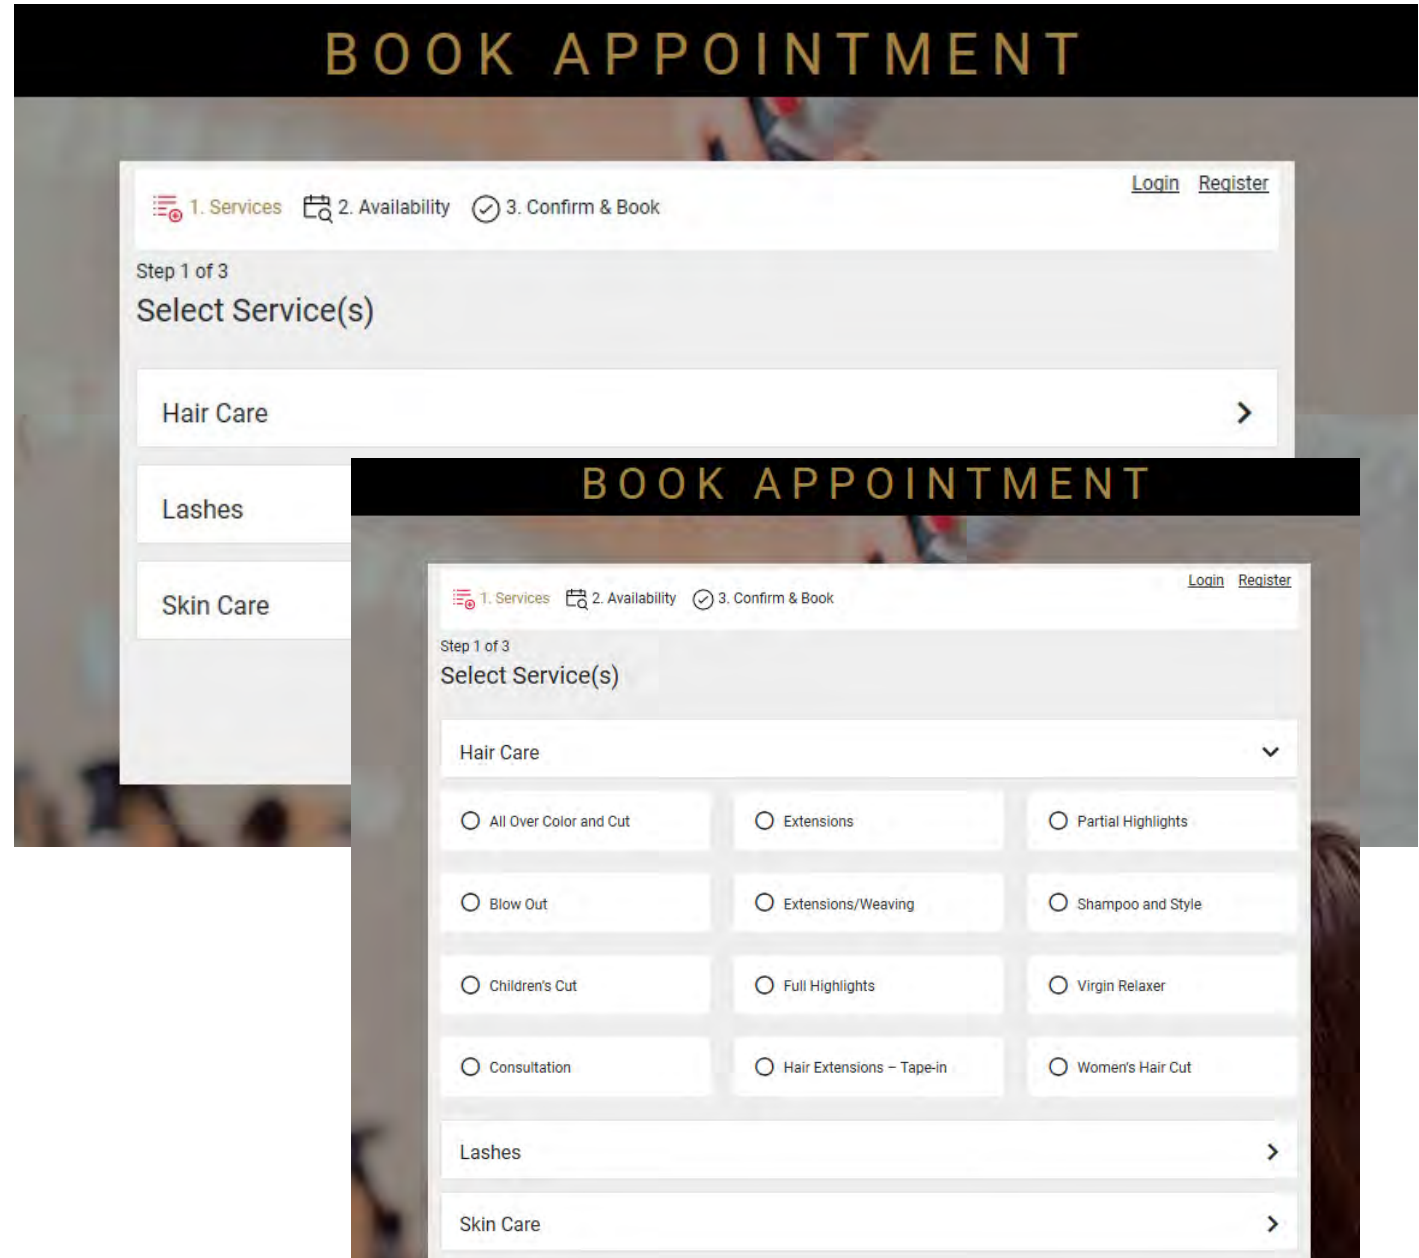 BOOK APPOINTMENT
Login Register
1. Services 2. Availability 3. Confirm & Book
Step 1 of 3
Select Service(s)
Hair Care
Lashes
Skin Care
BOOK APPOINTMENT
Login Register
1. Services 2. Availability 3. Confirm & Book
Step 1 of 3
Select Service(s)
Hair Care
All Over Color and Cut Extensions Partial Highlights
Blow Out Extensions/Weaving Shampoo and Style
Children's Cut Full Highlights Virgin Relaxer
Consultation Hair Extensions – Tape-in Women's Hair Cut
Lashes
Skin Care